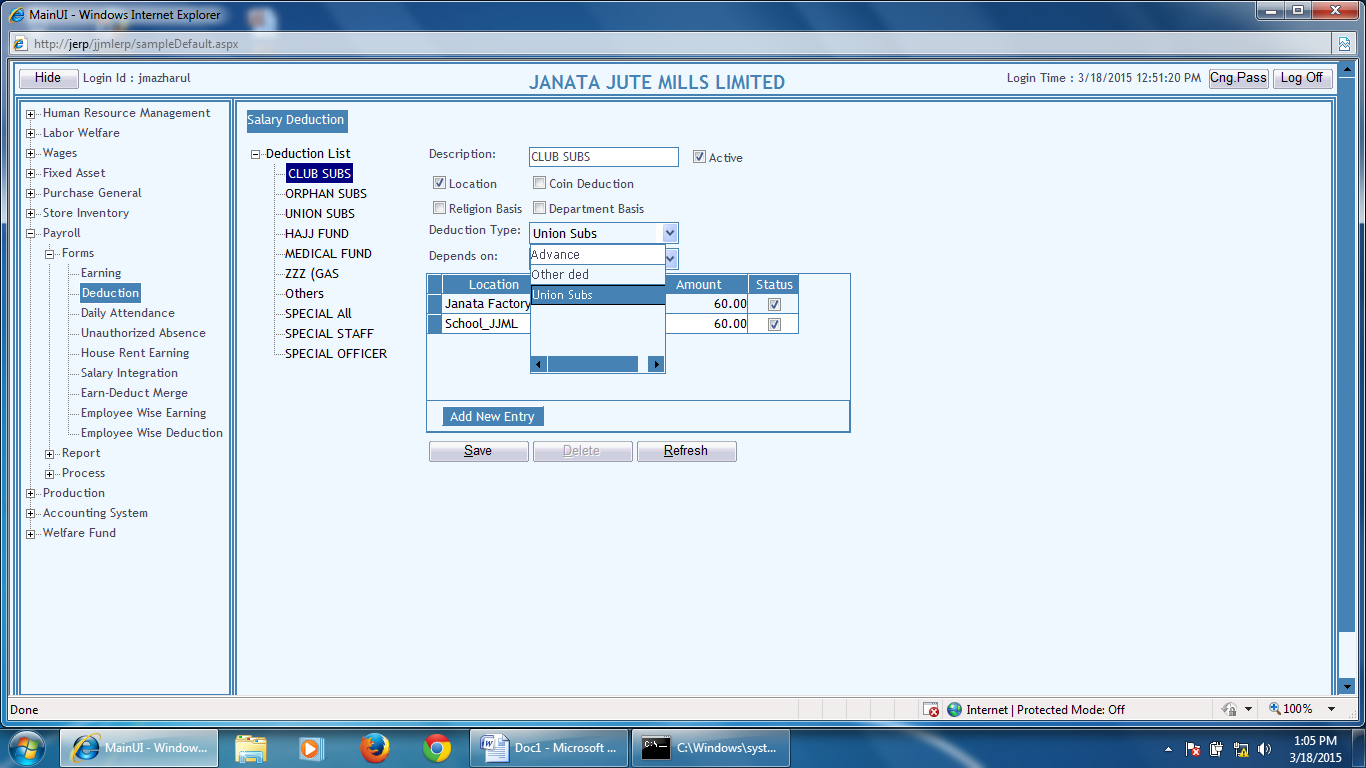 MainUI - Windows Internet Explorer
http://jerp/jjmlerp/sampleDefault.aspx
Hide Login Id : jmazharul JANATA JUTE MILLS LIMITED Login Time : 3/18/2015 12:51:20 PM Cng.Pass Log Off
Human Resource Management
Labor Welfare
Wages
Fixed Asset
Purchase General
Store Inventory
Payroll
Forms
Earning
Deduction
Daily Attendance
Unauthorized Absence
House Rent Earning
Salary Integration
Earn-Deduct Merge
Employee Wise Earning
Employee Wise Deduction
Report
Process
Production
Accounting System
Welfare Fund
Salary Deduction
Deduction List
CLUB SUBS
ORPHAN SUBS
UNION SUBS
HAJJ FUND
MEDICAL FUND
ZZZ (GAS
Others
SPECIAL All
SPECIAL STAFF
SPECIAL OFFICER
Description: CLUB SUBS Active
Location Coin Deduction
Religion Basis Department Basis
Deduction Type: Union Subs
Depends on:
Advance
Other ded
Union Subs
Location Amount Status
Janata Factory 60.00
School_JJML 60.00
Add New Entry
Save Delete Refresh
Done Internet | Protected Mode: Off 100%
MainUI - Window... Doc1 - Microsoft ... C:\Windows\syst... 1:05 PM
3/18/2015